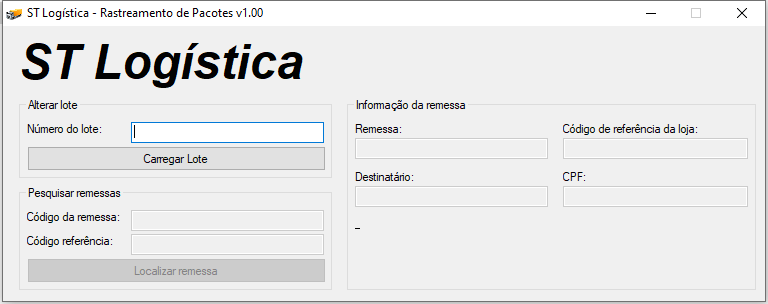 ST Logística - Rastreamento de Pacotes v1.00
ST Logística
Alterar lote
Número do lote:
Carregar Lote
Pesquisar remessas
Código da remessa:
Código referência:
Localizar remessa
Informação da remessa
Remessa:
Código de referência da loja:
Destinatário:
CPF:
_